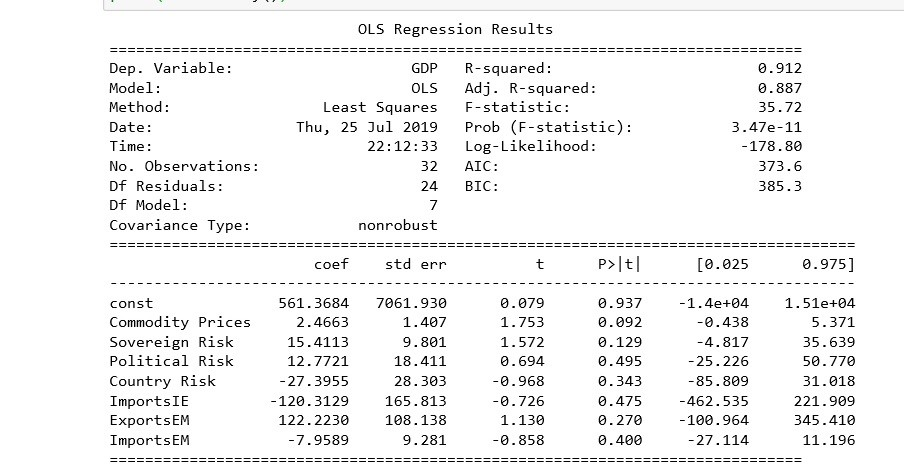 OLS Regression Results
==============================================================================
Dep. Variable: GDP R-squared: 0.912
Model: OLS Adj. R-squared: 0.887
Method: Least Squares F-statistic: 35.72
Date: Thu, 25 Jul 2019 Prob (F-statistic): 3.47e-11
Time: 22:12:33 Log-Likelihood: -178.80
No. Observations: 32 AIC: 373.6
Df Residuals: 24 BIC: 385.3
Df Model: 7
Covariance Type: nonrobust
====================================================================================
coef std err t P>|t| [0.025 0.975]
------------------------------------------------------------------------------------
const 561.3684 7061.930 0.079 0.937 -1.4e+04 1.51e+04
Commodity Prices 2.4663 1.407 1.753 0.092 -0.438 5.371
Sovereign Risk 15.4113 9.801 1.572 0.129 -4.817 35.639
Political Risk 12.7721 18.411 0.694 0.495 -25.226 50.770
Country Risk -27.3955 28.303 -0.968 0.343 -85.809 31.018
ImportsIE -120.3129 165.813 -0.726 0.475 -462.535 221.909
ExportsEM 122.2230 108.138 1.130 0.270 -100.964 345.410
ImportsEM -7.9589 9.281 -0.858 0.400 -27.114 11.196
==============================================================================